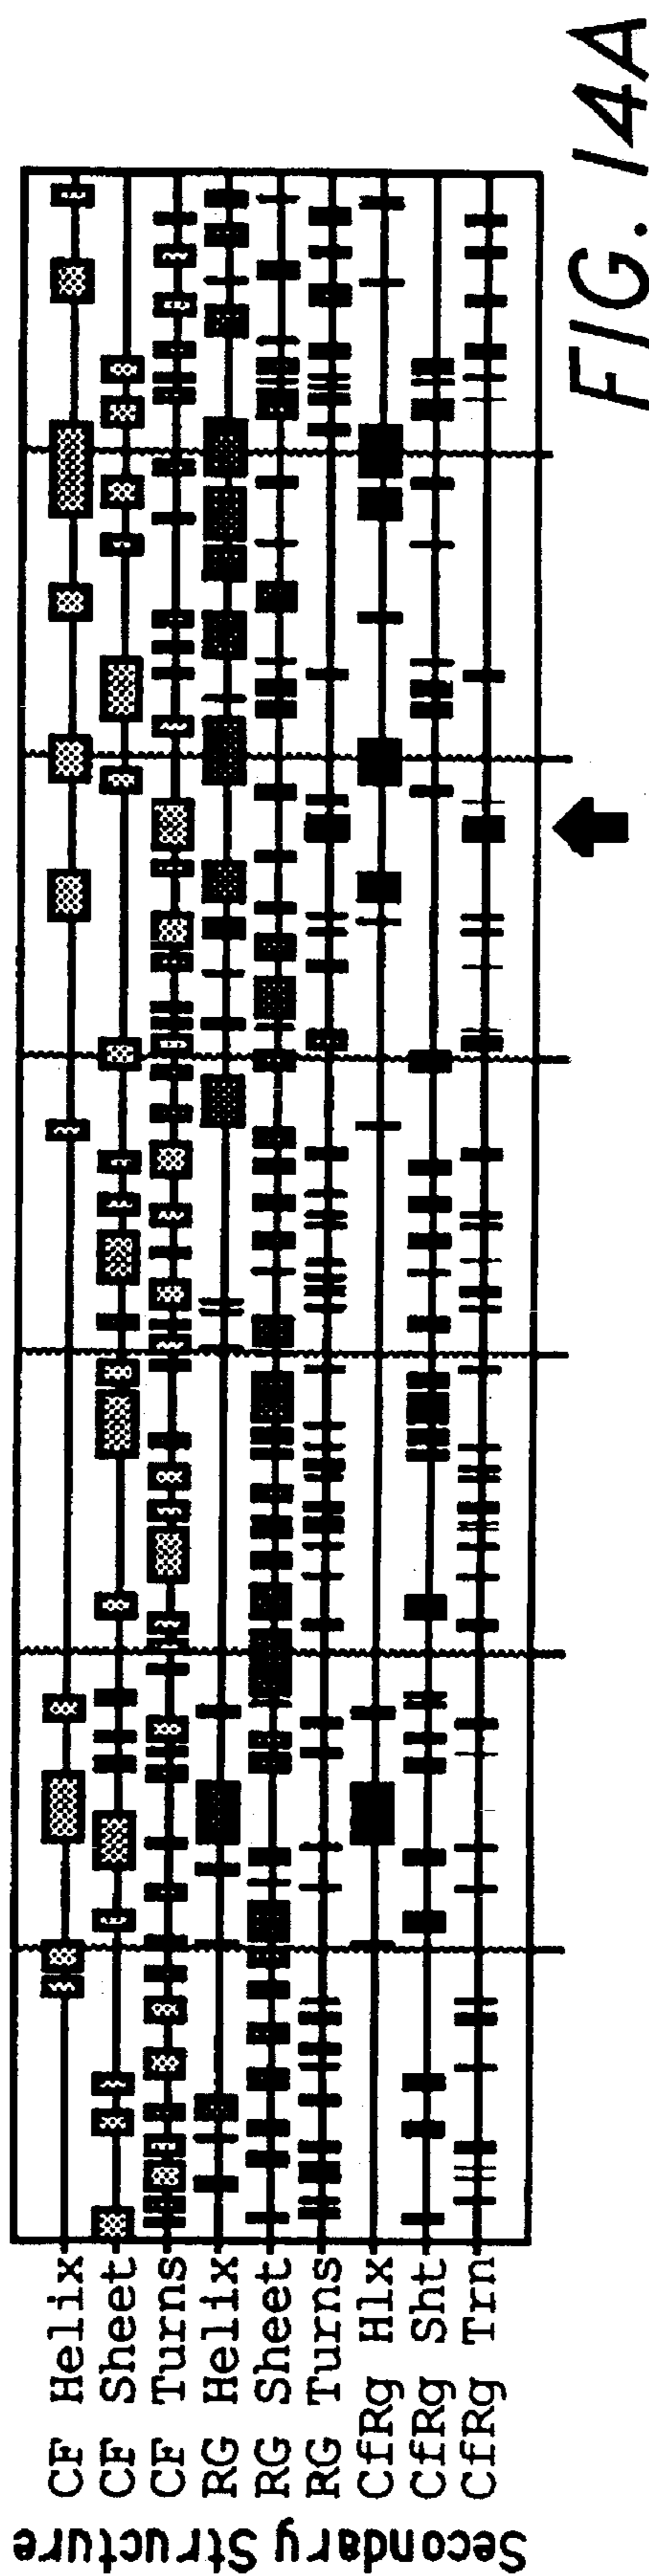 Secondary Structure
CF Helix
CF Sheet
CF Turns
RG Helix
RG Sheet
RG Turns
CfRg Hlx
CfRg Sht
CfRg Trn
FIG. 14A